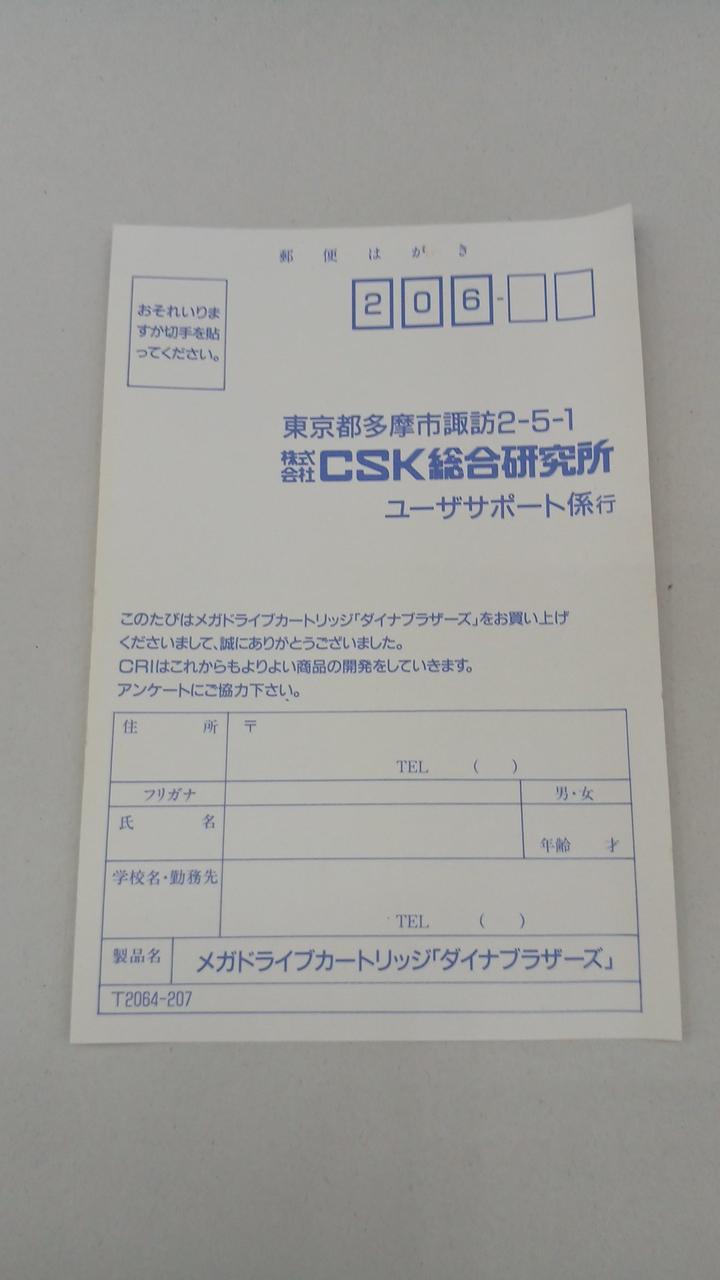 郵便はがき
206-
おそれいりま
すが切手を貼
ってください。
東京都多摩市諏訪2-5-1
株式会社CSK総合研究所
ユーザサポート係行
このたびはメガドライブカートリッジ「ダイナブラザーズ」をお買い上げ
くださいまして、誠にありがとうございました。
CRIはこれからもよりよい商品の開発をしていきます。
アンケートにご協力下さい。
住所 〒
TEL ( )
フリガナ 男・女
氏名
年齢 才
学校名・勤務先
TEL ( )
製品名 メガドライブカートリッジ「ダイナブラザーズ」
T2064-207